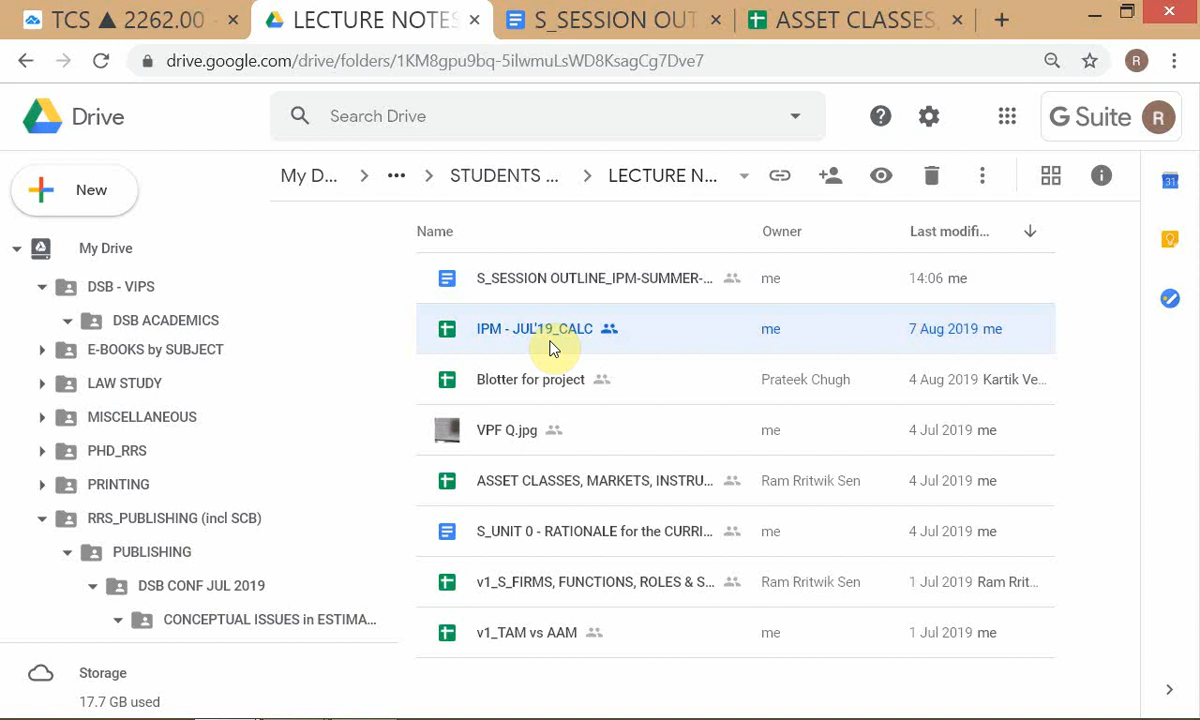 TCS ▲ 2262.00
LECTURE NOTES
S_SESSION OUT
ASSET CLASSES,
drive.google.com/drive/folders/1KM8gpu9bq-5ilwmuLsWD8KsagCg7Dve7
R
Drive
Search Drive
G Suite
R
New
My D... > ••• > STUDENTS ... > LECTURE N...
31
My Drive
DSB - VIPS
DSB ACADEMICS
E-BOOKS by SUBJECT
LAW STUDY
MISCELLANEOUS
PHD_RRS
PRINTING
RRS_PUBLISHING (incl SCB)
PUBLISHING
DSB CONF JUL 2019
CONCEPTUAL ISSUES in ESTIMA...
Storage
17.7 GB used
Name Owner Last modifi...
S_SESSION OUTLINE_IPM-SUMMER-... me 14:06 me
IPM - JUL'19_CALC me 7 Aug 2019 me
Blotter for project Prateek Chugh 4 Aug 2019 Kartik Ve...
VPF Q.jpg me 4 Jul 2019 me
ASSET CLASSES, MARKETS, INSTRU... Ram Rritwik Sen 4 Jul 2019 me
S_UNIT 0 - RATIONALE for the CURRI... me 4 Jul 2019 me
v1_S_FIRMS, FUNCTIONS, ROLES & S... Ram Rritwik Sen 1 Jul 2019 Ram Rrit...
v1_TAM vs AAM me 1 Jul 2019 me